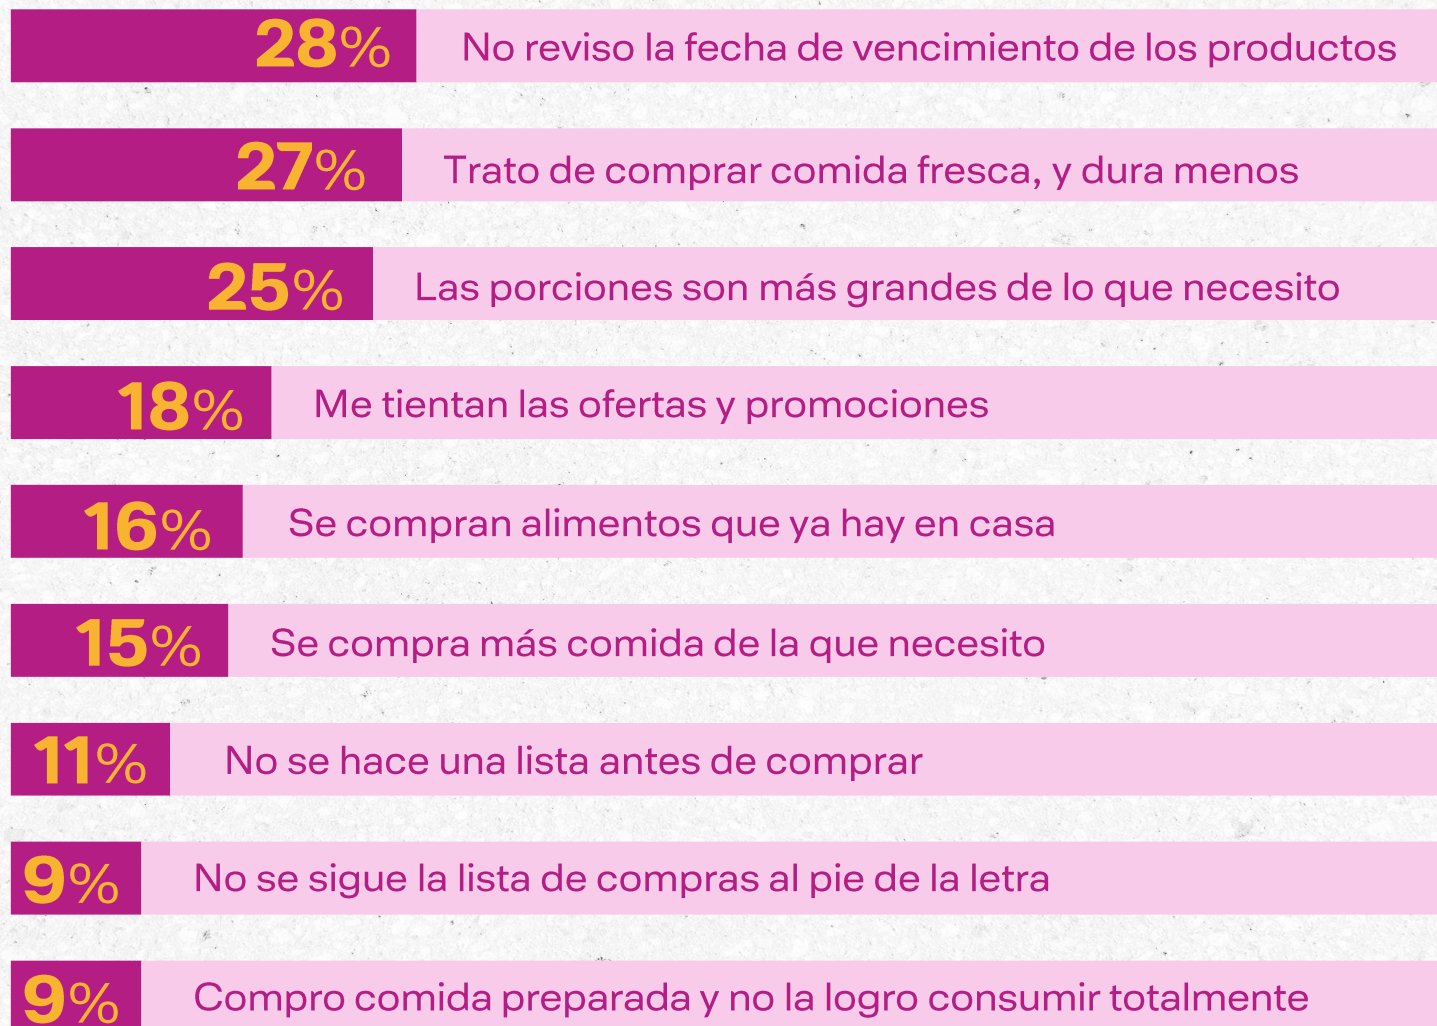 28% No reviso la fecha de vencimiento de los productos
27% Trato de comprar comida fresca, y dura menos
25% Las porciones son más grandes de lo que necesito
18% Me tientan las ofertas y promociones
16% Se compran alimentos que ya hay en casa
15% Se compra más comida de la que necesito
11% No se hace una lista antes de comprar
9% No se sigue la lista de compras al pie de la letra
9% Compro comida preparada y no la logro consumir totalmente